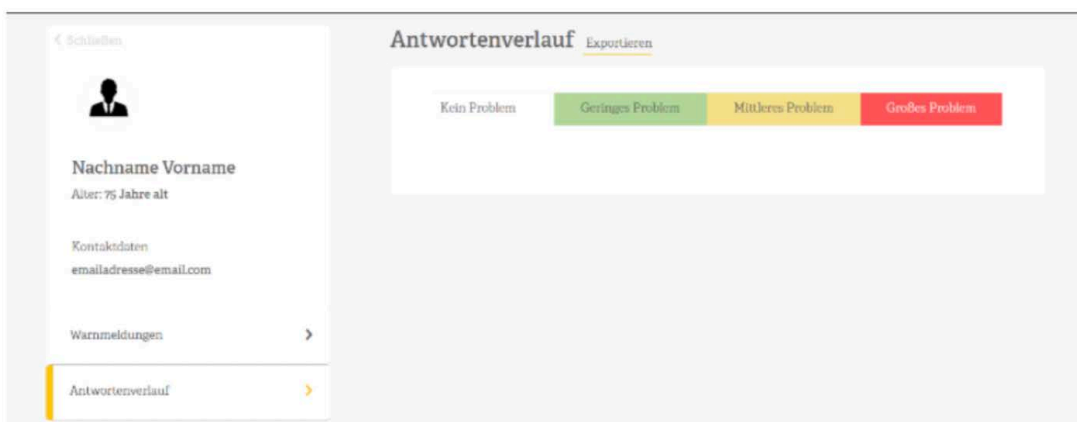 Schließen
Nachname Vorname
Alter: 75 Jahre alt
Kontaktdaten
emailadresse@email.com
Warnmeldungen
Antwortenverlauf
Antwortenverlauf Exportieren
Kein Problem Geringes Problem Mittleres Problem Großes Problem